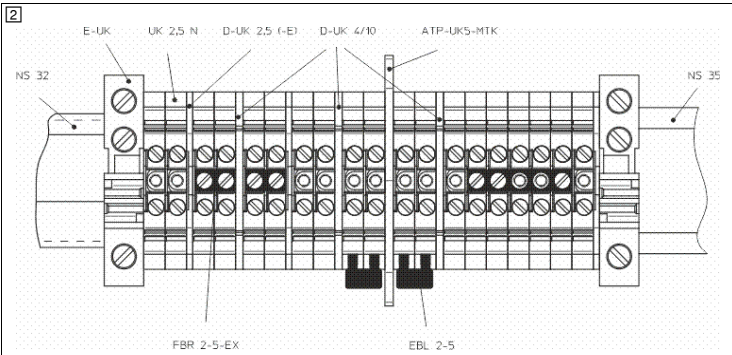 2
E-UK UK 2,5 N D-UK 2,5 (-E) D-UK 4/10 ATP-UK5-MTK
NS 32 NS 35
FBR 2-5-EX EBL 2-5